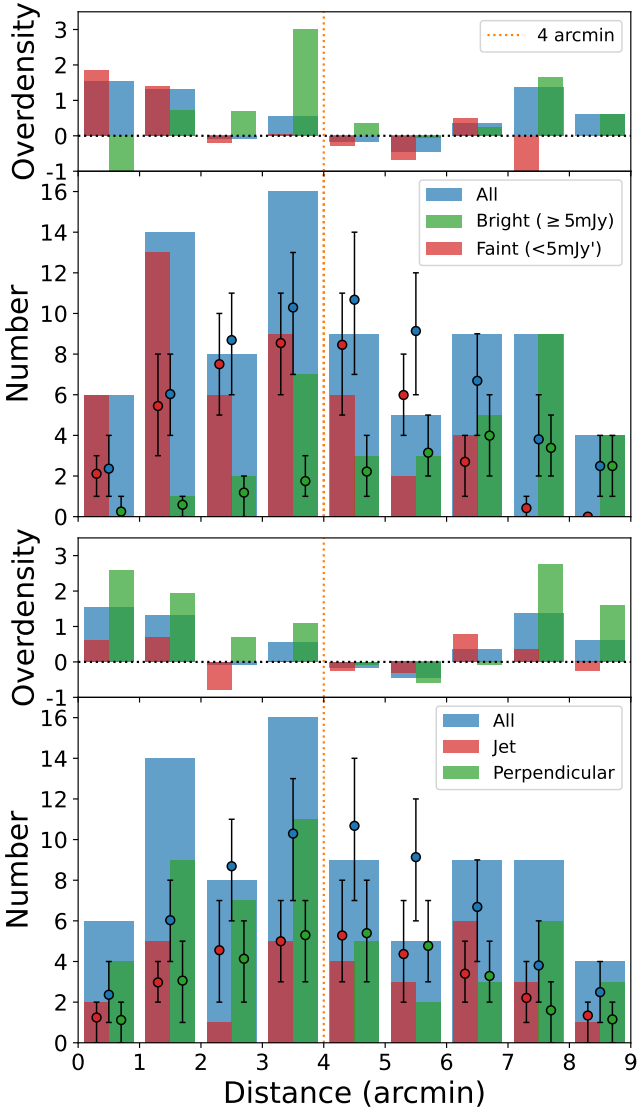 3
2
1
0
-1
Overdensity
4 arcmin
16
14
12
10
8
6
4
2
0
Number
All
Bright (≥5mJy)
Faint (<5mJy')
3
2
1
0
-1
Overdensity
16
14
12
10
8
6
4
2
0
Number
All
Jet
Perpendicular
0 1 2 3 4 5 6 7 8 9
Distance (arcmin)